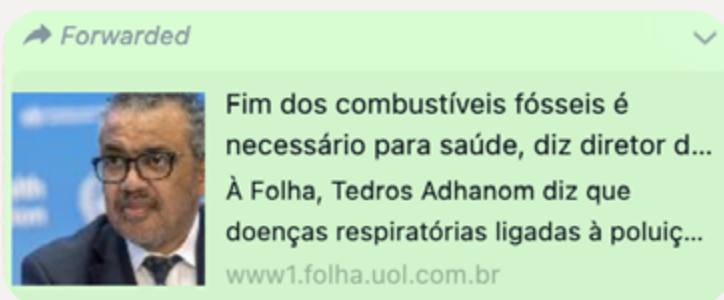 Forwarded
Fim dos combustíveis fósseis é
necessário para saúde, diz diretor d...
À Folha, Tedros Adhanom diz que
doenças respiratórias ligadas à poluiç...
www1.folha.uol.com.br